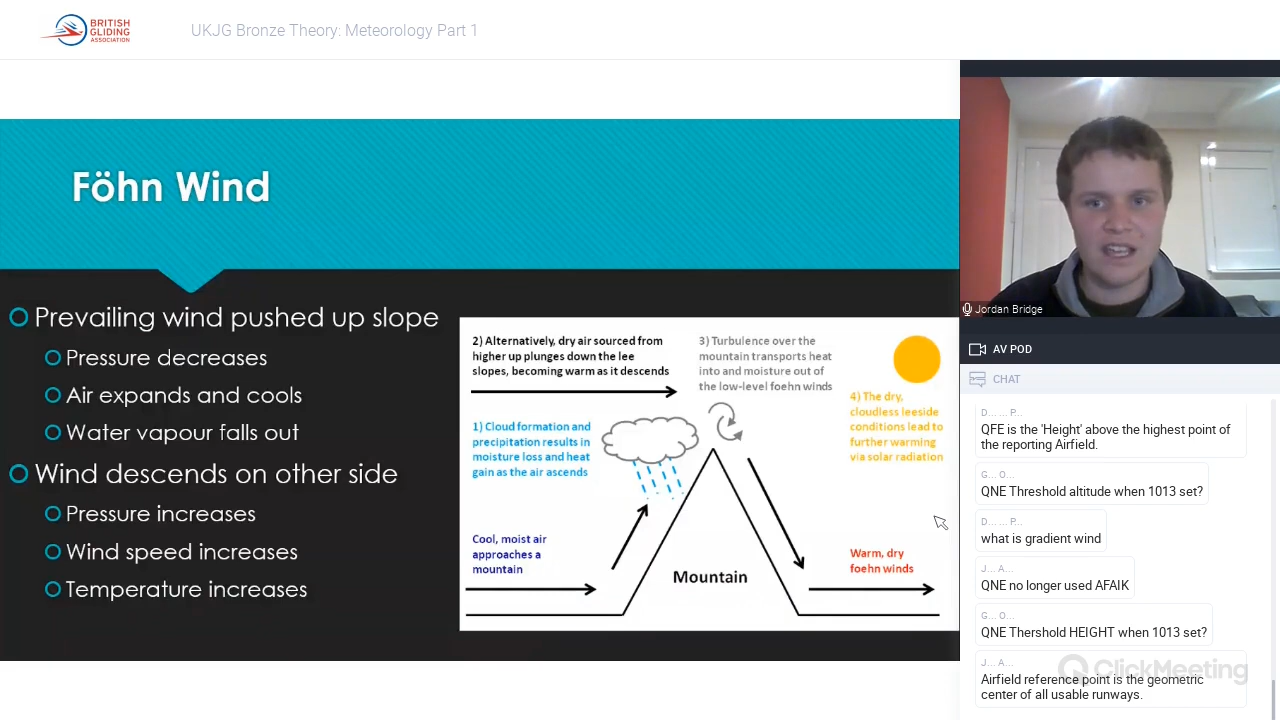 BRITISH
GLIDING
ASSOCIATION
UKJG Bronze Theory: Meteorology Part 1
Föhn Wind
Prevailing wind pushed up slope
Pressure decreases
Air expands and cools
Water vapour falls out
Wind descends on other side
Pressure increases
Wind speed increases
Temperature increases
2) Alternatively, dry air sourced from
higher up plunges down the lee
slopes, becoming warm as it descends
3) Turbulence over the
mountain transports heat
into and moisture out of
the low-level foehn winds
4) The dry,
cloudless leeside
conditions lead to
further warming
via solar radiation
1) Cloud formation and
precipitation results in
moisture loss and heat
gain as the air ascends
Cool, moist air
approaches a
mountain
Mountain
Warm, dry
foehn winds
Jordan Bridge
AV POD
CHAT
D... ... P...
QFE is the 'Height' above the highest point of
the reporting Airfield.
G... O...
QNE Threshold altitude when 1013 set?
D... ... P...
what is gradient wind
J... A...
QNE no longer used AFAIK
G... O...
QNE Thershold HEIGHT when 1013 set?
J... A...
Airfield reference point is the geometric
center of all usable runways.
ClickMeeting